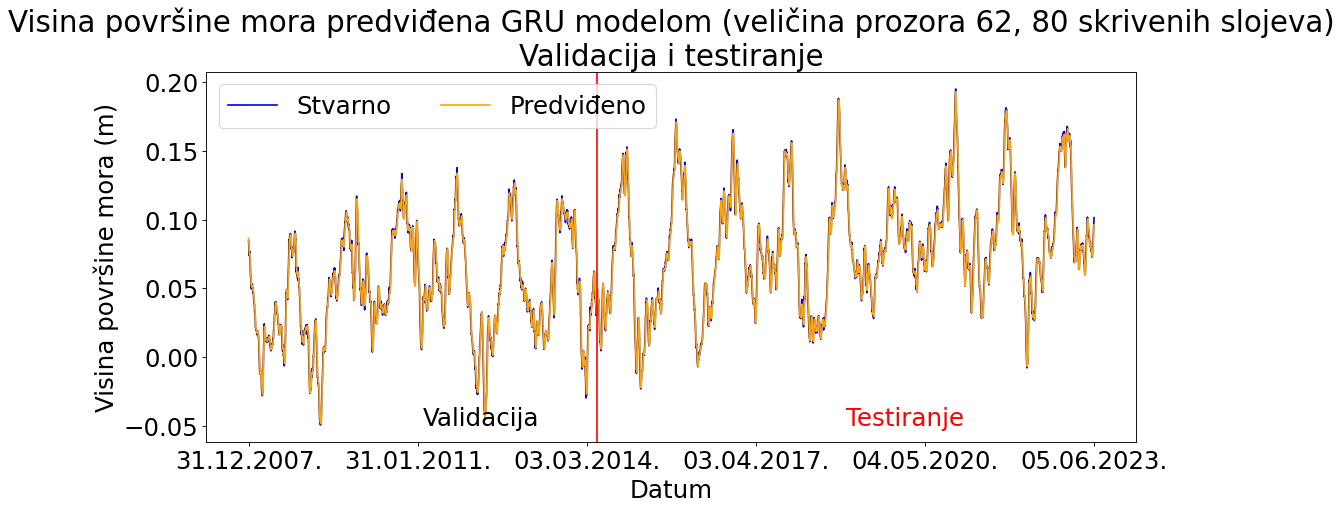 Visina površine mora predviđena GRU modelom (veličina prozora 62, 80 skrivenih slojeva)
Validacija i testiranje
Stvarno Predviđeno
Visina površine mora (m)
0.20
0.15
0.10
0.05
0.00
−0.05
Validacija
Testiranje
31.12.2007. 31.01.2011. 03.03.2014. 03.04.2017. 04.05.2020. 05.06.2023.
Datum